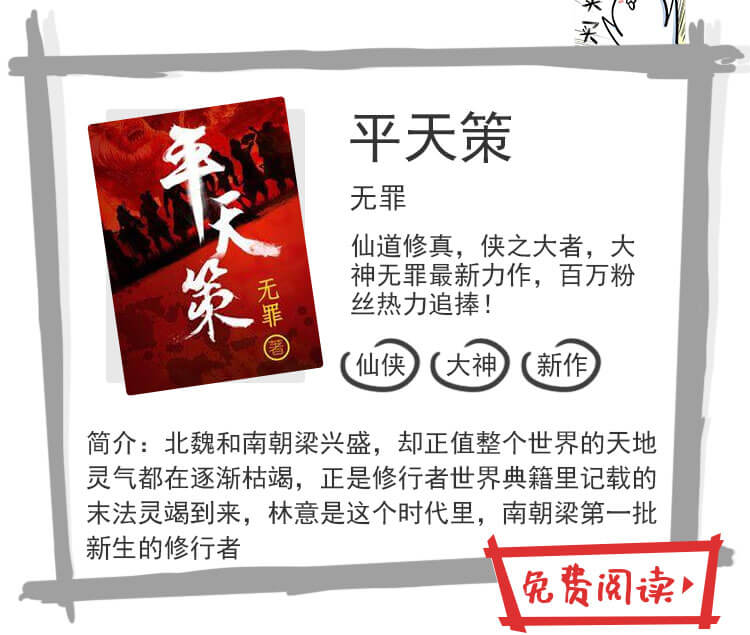 买
买
平天策
无罪
著
平天策
无罪
仙道修真，侠之大者，大
神无罪最新力作，百万粉
丝热力追捧！
仙侠 大神 新作
简介：北魏和南朝梁兴盛，却正值整个世界的天地
灵气都在逐渐枯竭，正是修行者世界典籍里记载的
末法灵竭到来，林意是这个时代里，南朝梁第一批
新生的修行者
免费阅读